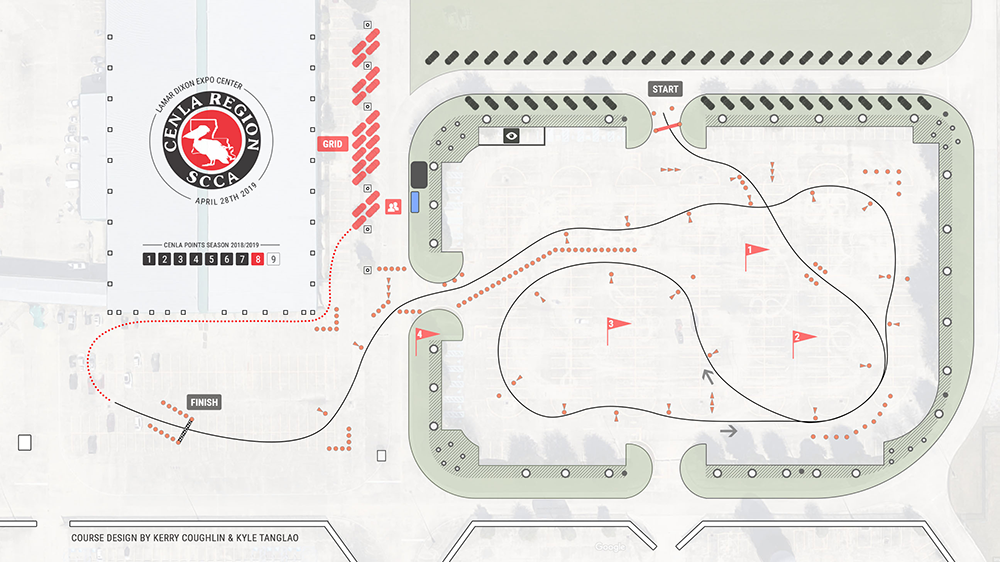 LAMAR DIXON EXPO CENTER
CENLA REGION
SCCA
APRIL 28TH 2019
CENLA POINTS SEASON 2018/2019
1 2 3 4 5 6 7 8 9
GRID
START
1
2
3
4
FINISH
COURSE DESIGN BY KERRY COUGHLIN & KYLE TANGLAO
Google